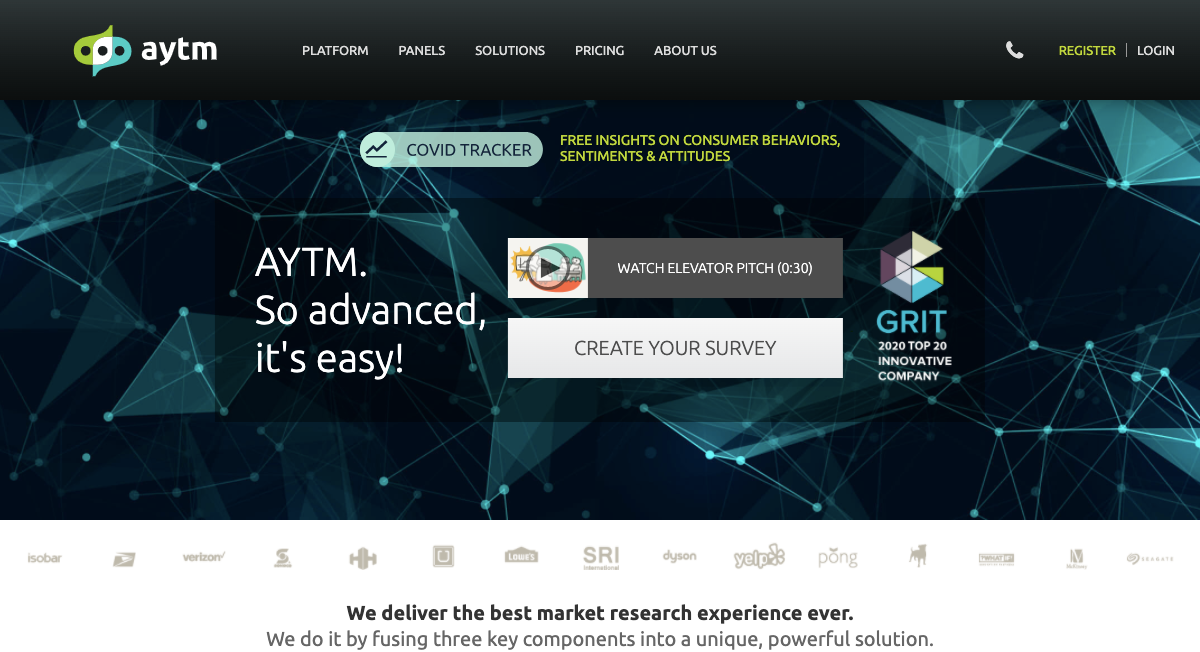 aytm
PLATFORM
PANELS
SOLUTIONS
PRICING
ABOUT US
REGISTER
LOGIN
COVID TRACKER
FREE INSIGHTS ON CONSUMER BEHAVIORS,
SENTIMENTS & ATTITUDES
AYTM.
So advanced,
it's easy!
WATCH ELEVATOR PITCH (0:30)
CREATE YOUR SURVEY
GRIT
2020 TOP 20
INNOVATIVE
COMPANY
isobar
verizon
LOWE'S
SRI
International
dyson
yelp
pong
SEAGATE
We deliver the best market research experience ever.
We do it by fusing three key components into a unique, powerful solution.